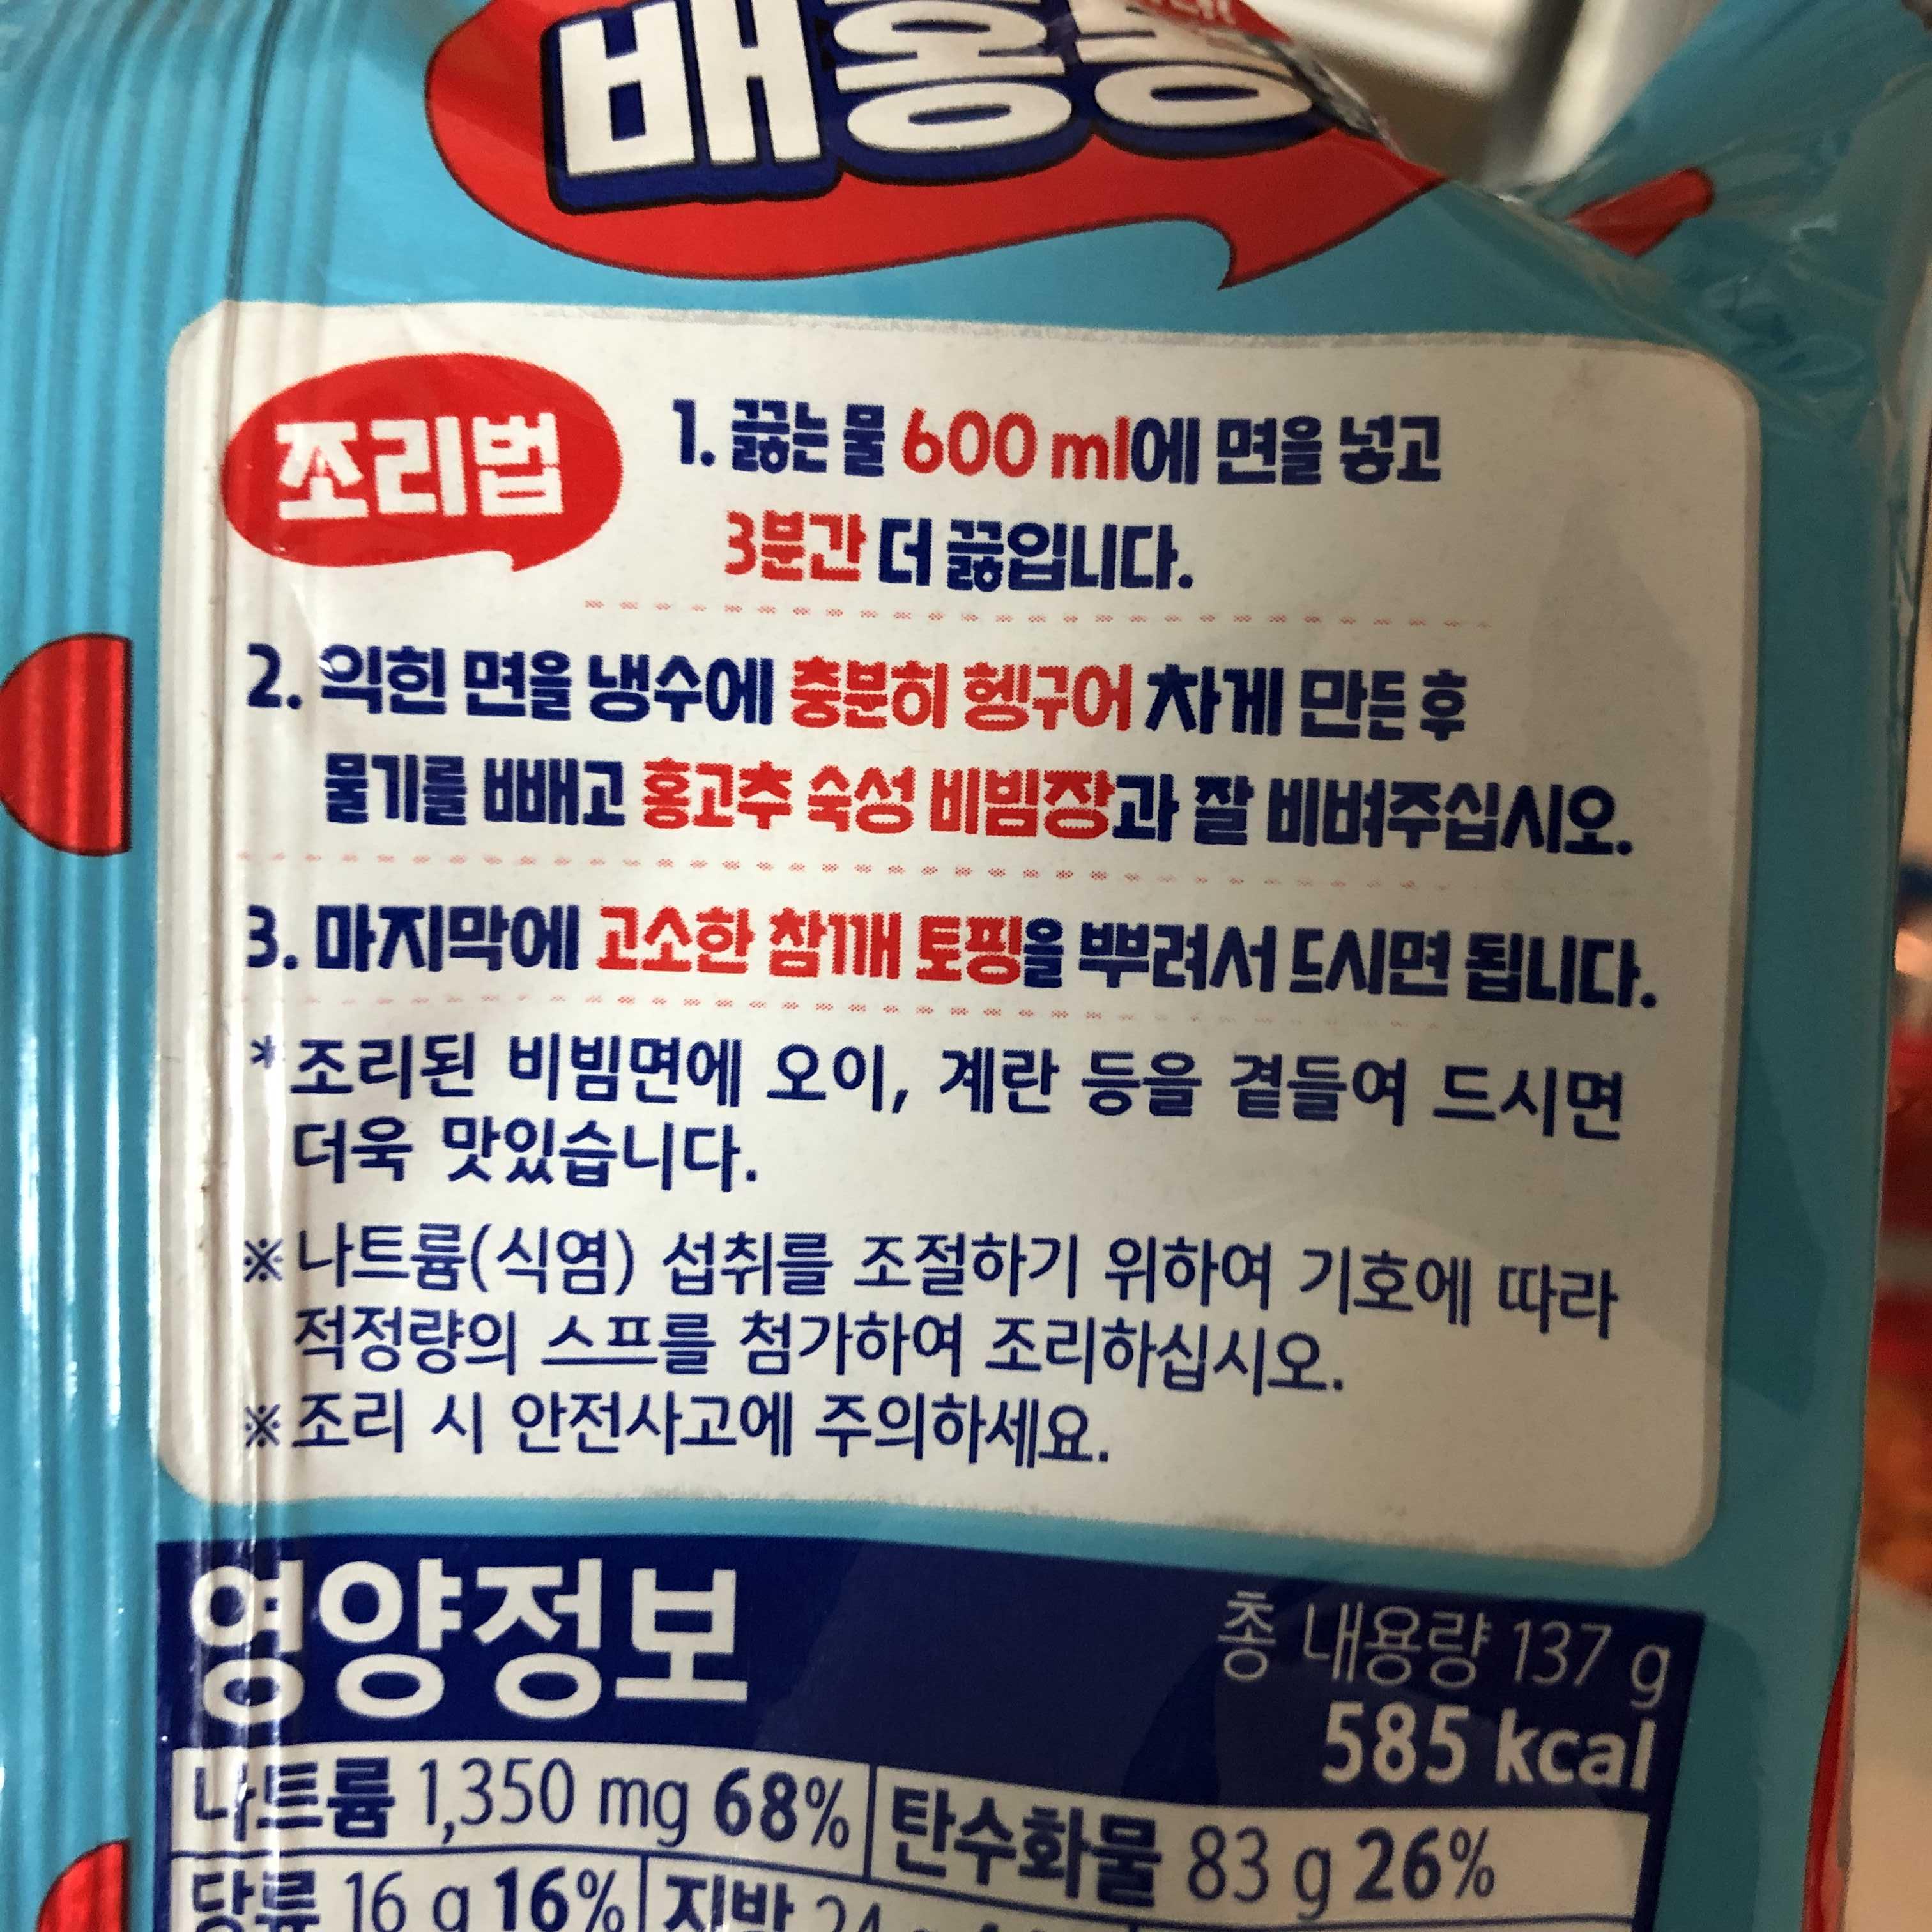 배홍동
조리법
1. 끓는 물 600 ml에 면을 넣고
3분간 더 끓입니다.
2. 익힌 면을 냉수에 충분히 헹구어 차게 만든 후
물기를 빼고 홍고추 숙성 비빔장과 잘 비벼주십시오.
3. 마지막에 고소한 참깨 토핑을 뿌려서 드시면 됩니다.
* 조리된 비빔면에 오이, 계란 등을 곁들여 드시면
더욱 맛있습니다.
※ 나트륨(식염) 섭취를 조절하기 위하여 기호에 따라
적정량의 스프를 첨가하여 조리하십시오.
※ 조리 시 안전사고에 주의하세요.
영양정보
총 내용량 137 g
585 kcal
나트륨 1,350 mg 68% 탄수화물 83 g 26%
당류 16 g 16% 지방 24